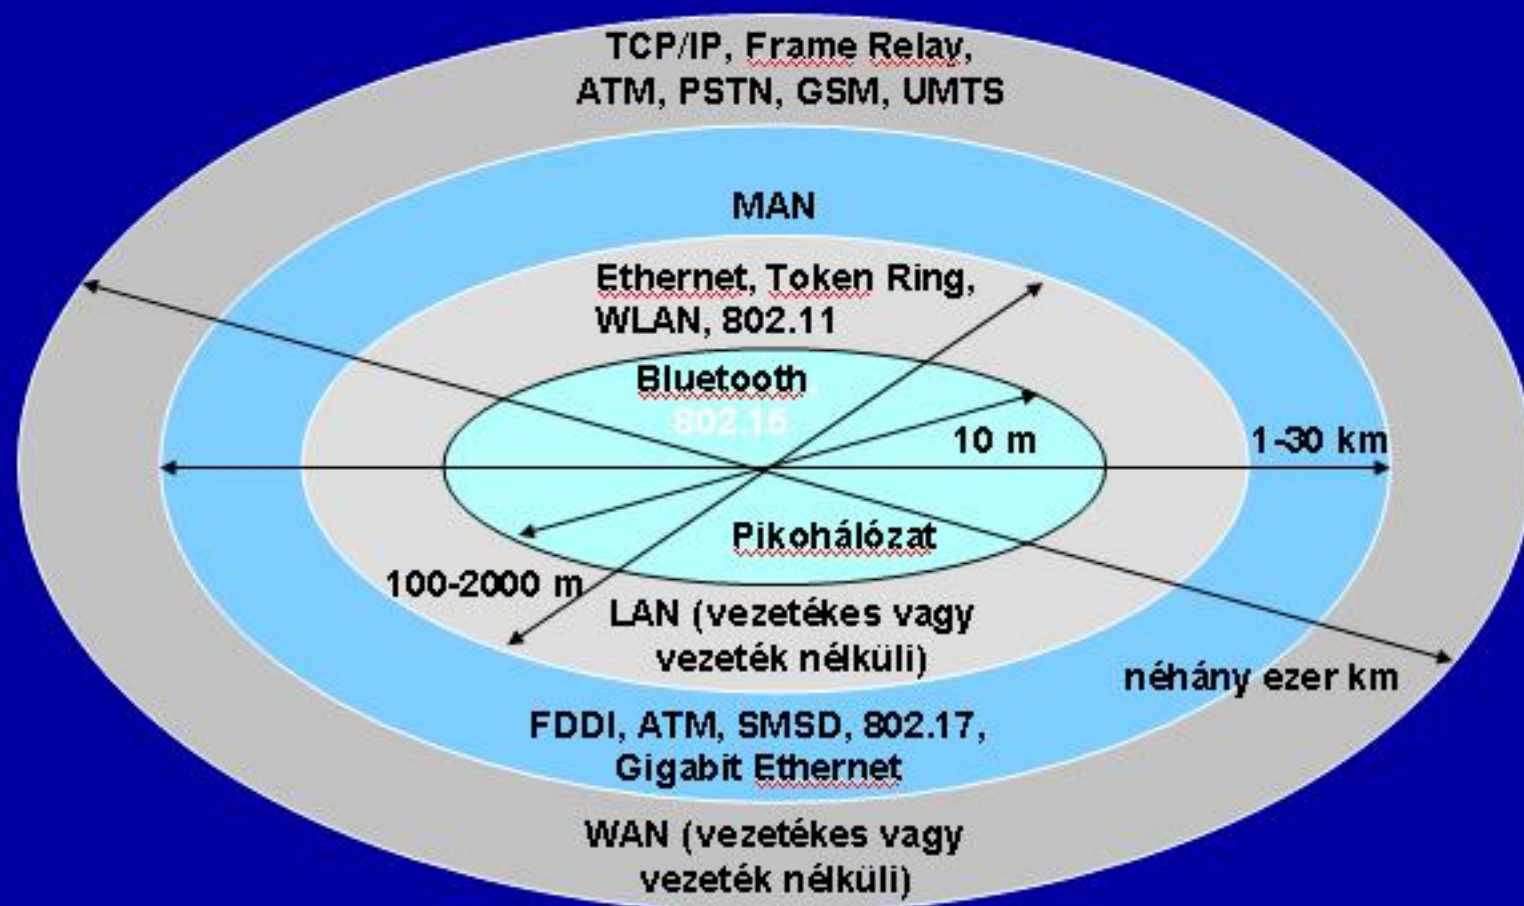 TCP/IP, Frame Relay,
ATM, PSTN, GSM, UMTS
MAN
Ethernet, Token Ring,
WLAN, 802.11
Bluetooth
802.15
10 m
1-30 km
Pikohálózat
100-2000 m
LAN (vezetékes vagy
vezeték nélküli)
néhány ezer km
FDDI, ATM, SMSD, 802.17,
Gigabit Ethernet
WAN (vezetékes vagy
vezeték nélküli)